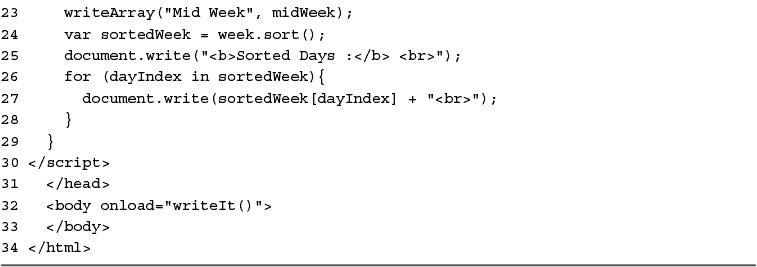 23     writeArray("Mid Week", midWeek);
24     var sortedWeek = week.sort();
25     document.write("<b>Sorted Days :</b> <br>");
26     for (dayIndex in sortedWeek){
27       document.write(sortedWeek[dayIndex] + "<br>");
28     }
29   }
30 </script>
31   </head>
32   <body onload="writeIt()">
33   </body>
34 </html>